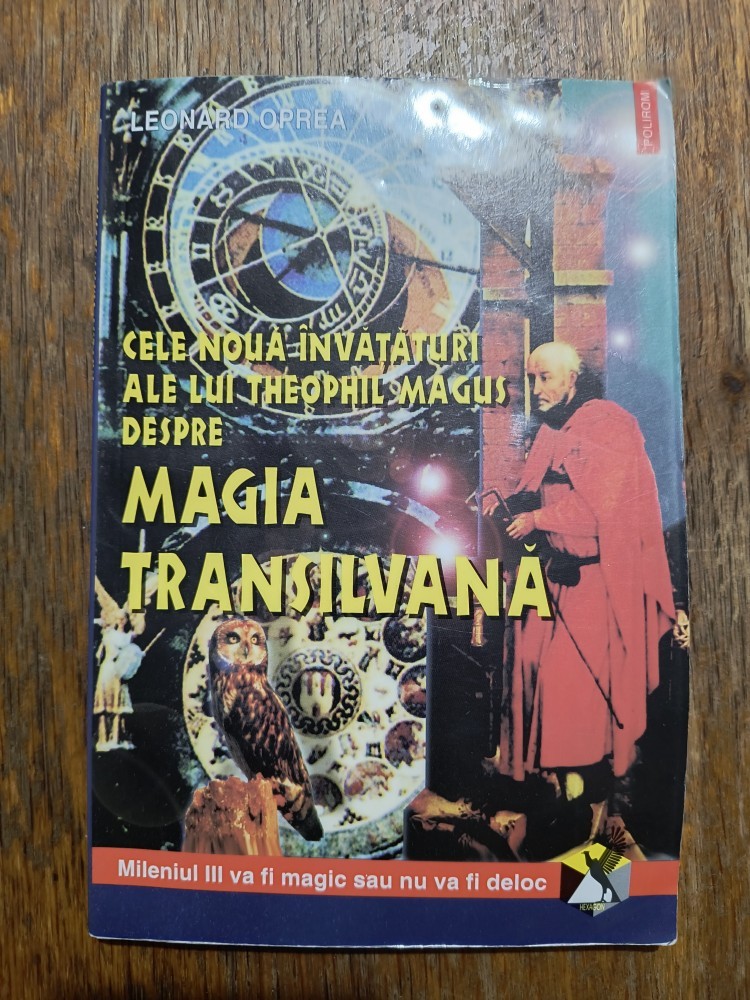 LEONARD OPREA
POLIROM
CELE NOUĂ ÎNVĂŢĂTURI
ALE LUI THEOPHIL MAGUS
DESPRE
MAGIA
TRANSILVANĂ
Mileniul III va fi magic sau nu va fi deloc
HEXAGON